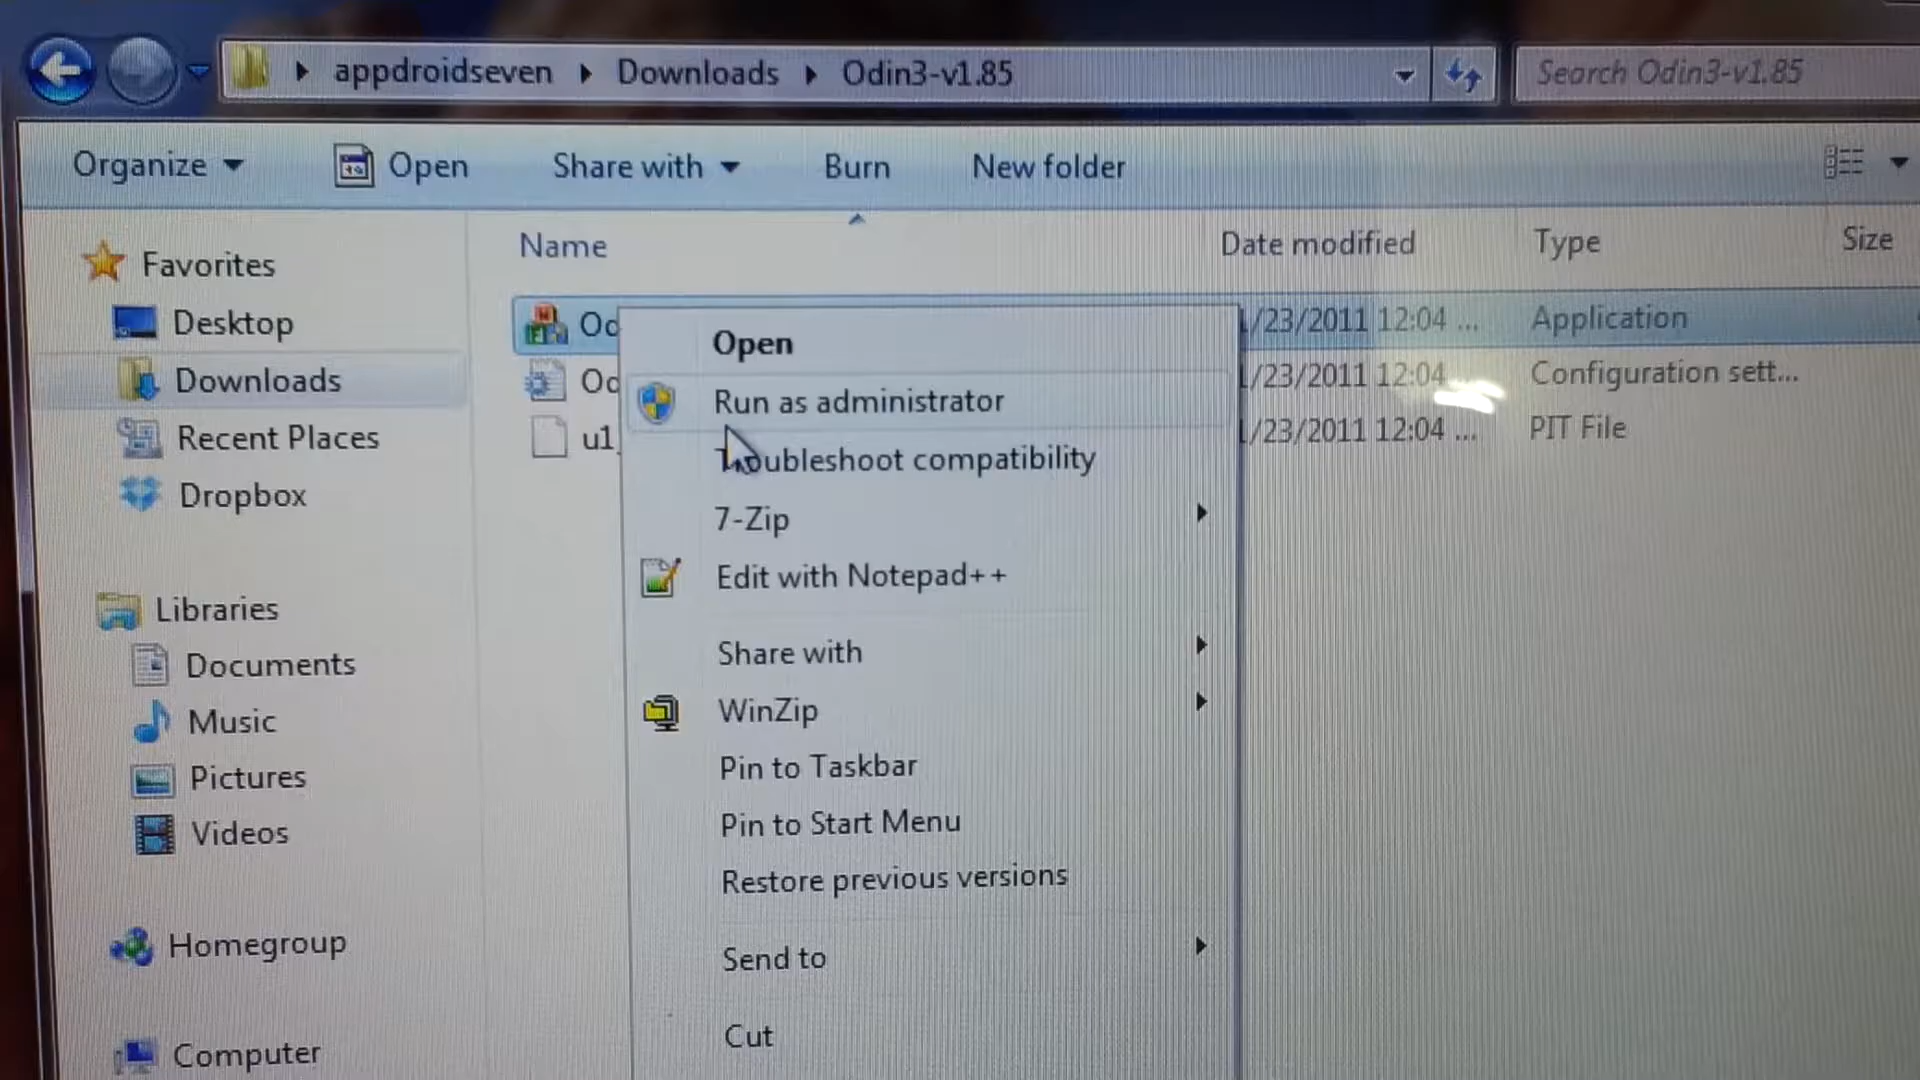 appdroidseven Downloads Odin3-v1.85
Search Odin3-v1.85
Organize Open Share with Burn New folder
Name Date modified Type Size
Favorites
Desktop
Downloads
Recent Places
Dropbox
Libraries
Documents
Music
Pictures
Videos
Homegroup
Computer
/23/2011 12:04 ... Application
/23/2011 12:04 Configuration sett...
u1
/23/2011 12:04 ... PIT File
Open
Run as administrator
Troubleshoot compatibility
7-Zip
Edit with Notepad++
Share with
WinZip
Pin to Taskbar
Pin to Start Menu
Restore previous versions
Send to
Cut